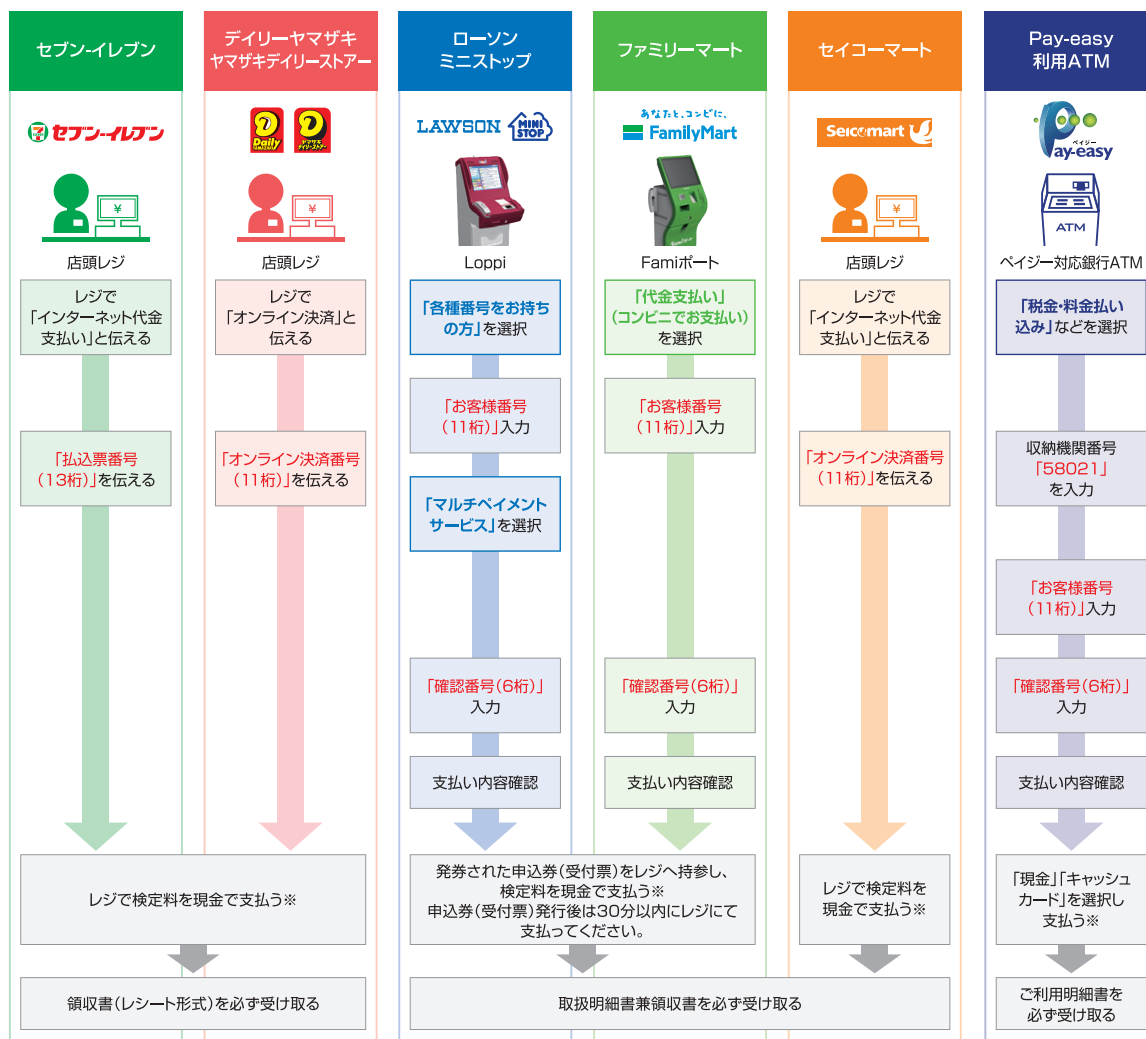 セブン-イレブン
デイリーヤマザキ
ヤマザキデイリーストアー
ローソン
ミニストップ
ファミリーマート
セイコーマート
Pay-easy
利用ATM
セブン-イレブン
Daily
YAMAZAKI
ヤマザキ
デイリーストアー
LAWSON
MINI
STOP
あなたと、コンビに、
FamilyMart
Seicomart
ペイジー
Pay-easy
¥
¥
¥
ATM
店頭レジ
店頭レジ
Loppi
Famiポート
店頭レジ
ペイジー対応銀行ATM
レジで
「インターネット代金
支払い」と伝える
レジで
「オンライン決済」と
伝える
「各種番号をお持ち
の方」を選択
「代金支払い」
(コンビニでお支払い)
を選択
レジで
「インターネット代金
支払い」と伝える
「税金・料金払い
込み」などを選択
「お客様番号
(11桁)」入力
「お客様番号
(11桁)」入力
「払込票番号
(13桁)」を伝える
「オンライン決済番号
(11桁)」を伝える
「マルチペイメント
サービス」を選択
「オンライン決済番号
(11桁)」を伝える
収納機関番号
「58021」
を入力
「お客様番号
(11桁)」入力
「確認番号(6桁)」
入力
「確認番号(6桁)」
入力
「確認番号(6桁)」
入力
支払い内容確認
支払い内容確認
支払い内容確認
レジで検定料を現金で支払う※
発券された申込券(受付票)をレジへ持参し、
検定料を現金で支払う※
申込券(受付票)発行後は30分以内にレジにて
支払ってください。
レジで検定料を
現金で支払う※
「現金」「キャッシュ
カード」を選択し
支払う※
領収書(レシート形式)を必ず受け取る
取扱明細書兼領収書を必ず受け取る
ご利用明細書を
必ず受け取る